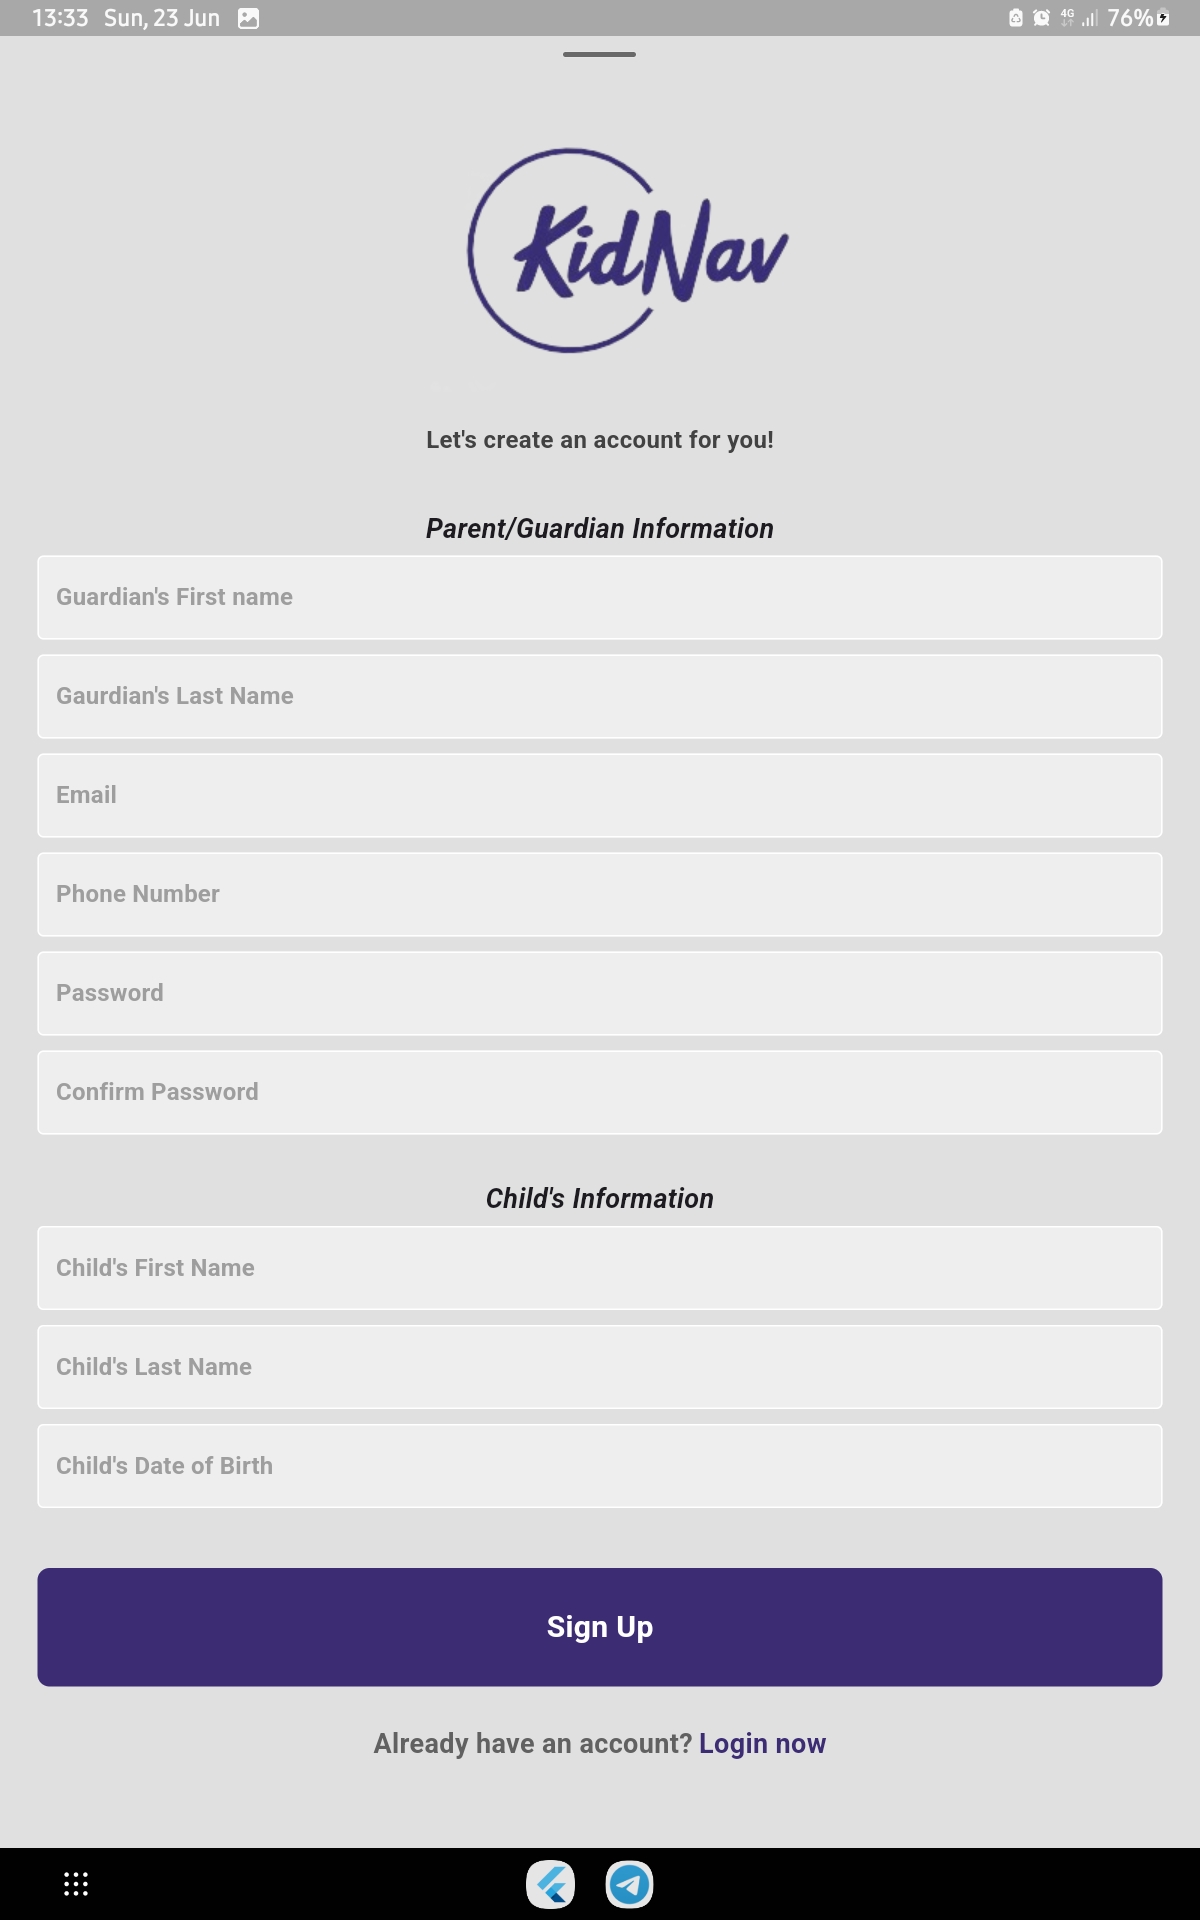 13:33 Sun, 23 Jun 4G 76%
KidNav
Let's create an account for you!
Parent/Guardian Information
Guardian's First name
Gaurdian's Last Name
Email
Phone Number
Password
Confirm Password
Child's Information
Child's First Name
Child's Last Name
Child's Date of Birth
Sign Up
Already have an account? Login now